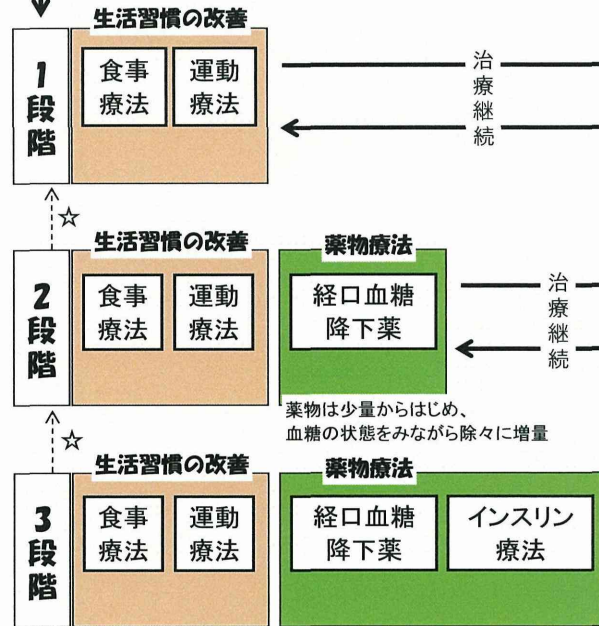 生活習慣の改善
1段階
食事療法
運動療法
治療継続
☆
生活習慣の改善
薬物療法
2段階
食事療法
運動療法
経口血糖降下薬
治療継続
薬物は少量からはじめ、
血糖の状態をみながら除々に増量
☆
生活習慣の改善
薬物療法
3段階
食事療法
運動療法
経口血糖降下薬
インスリン療法